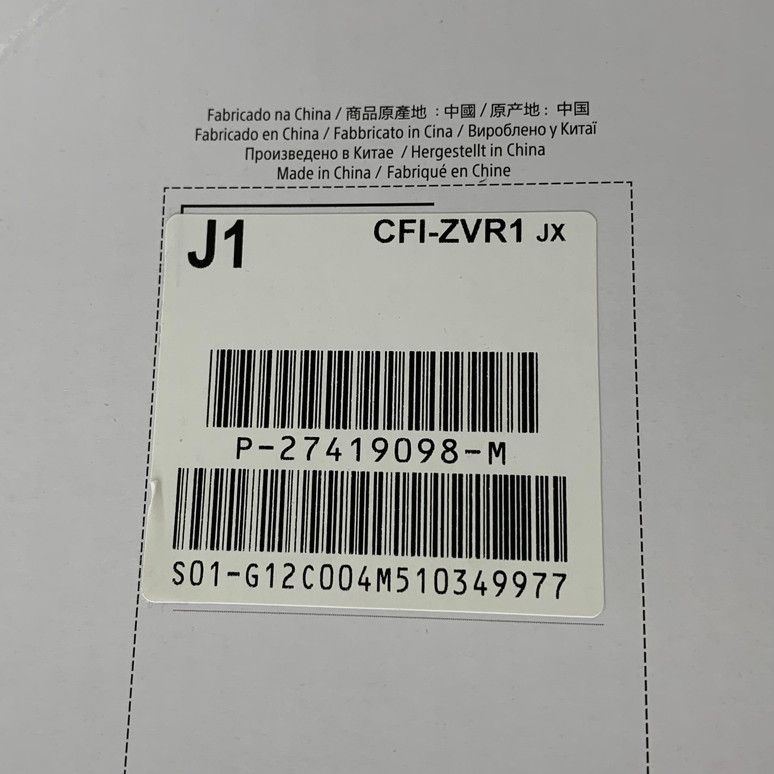 Fabricado na China / 商品原產地 : 中國 / 原产地 : 中国
Fabricado en China / Fabbricato in Cina / Вироблено у Китаї
Произведено в Китае / Hergestellt in China
Made in China / Fabriqué en Chine
J1
CFI-ZVR1 JX
P-27419098-M
S01-G12C004M510349977